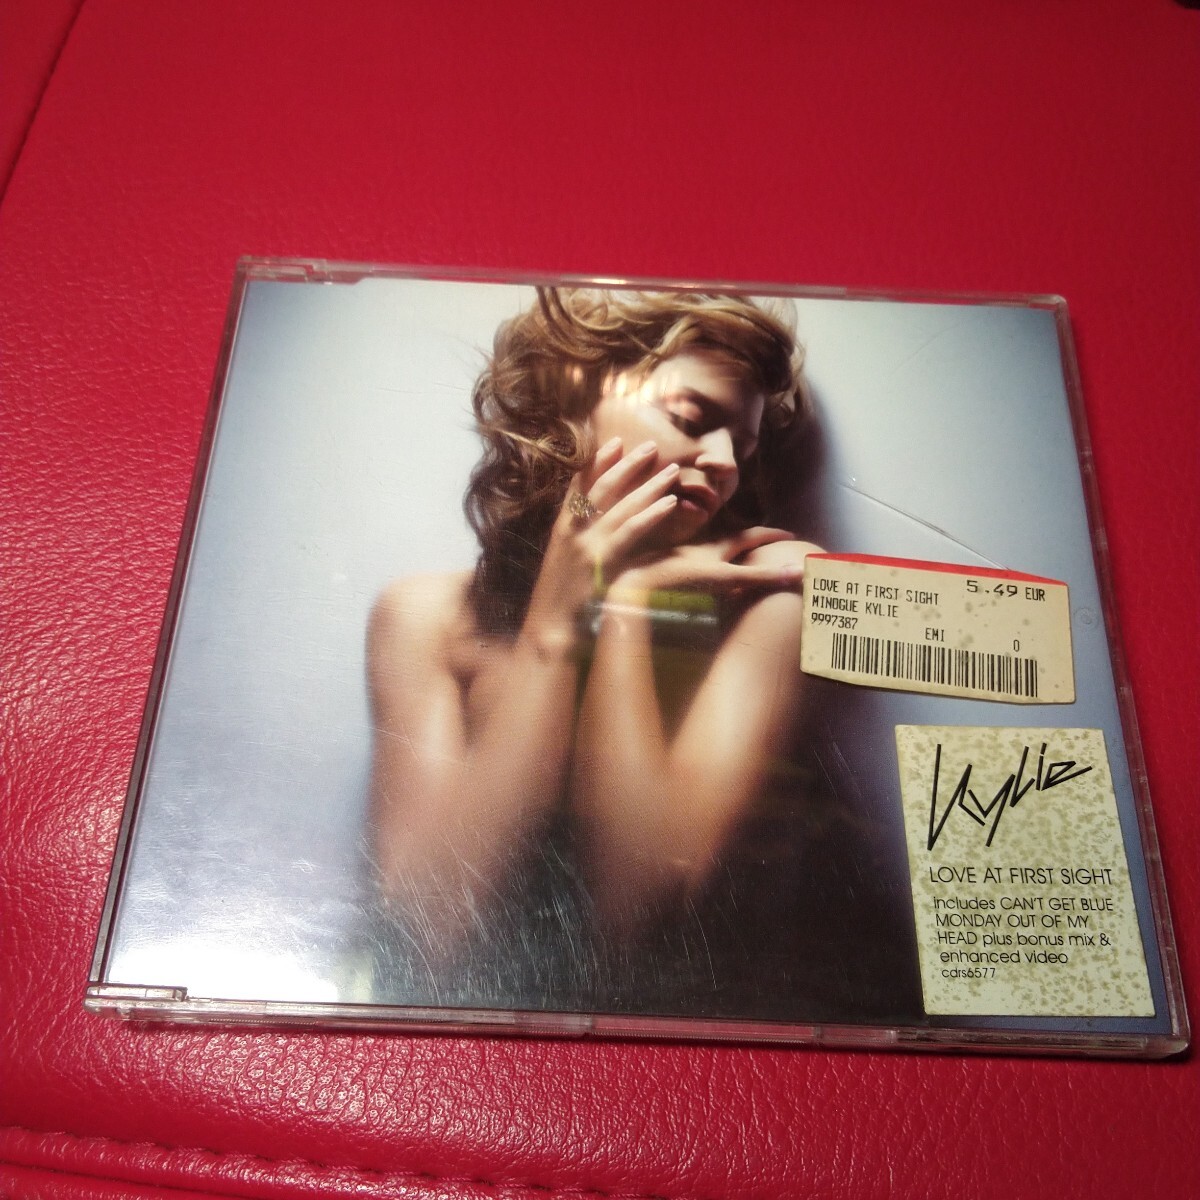 LOVE AT FIRST SIGHT 5.49 EUR
MINOGUE KYLIE
9997387
EMI 0
Kylie
LOVE AT FIRST SIGHT
includes CAN'T GET BLUE
MONDAY OUT OF MY
HEAD plus bonus mix &
enhanced video
cdrs6577